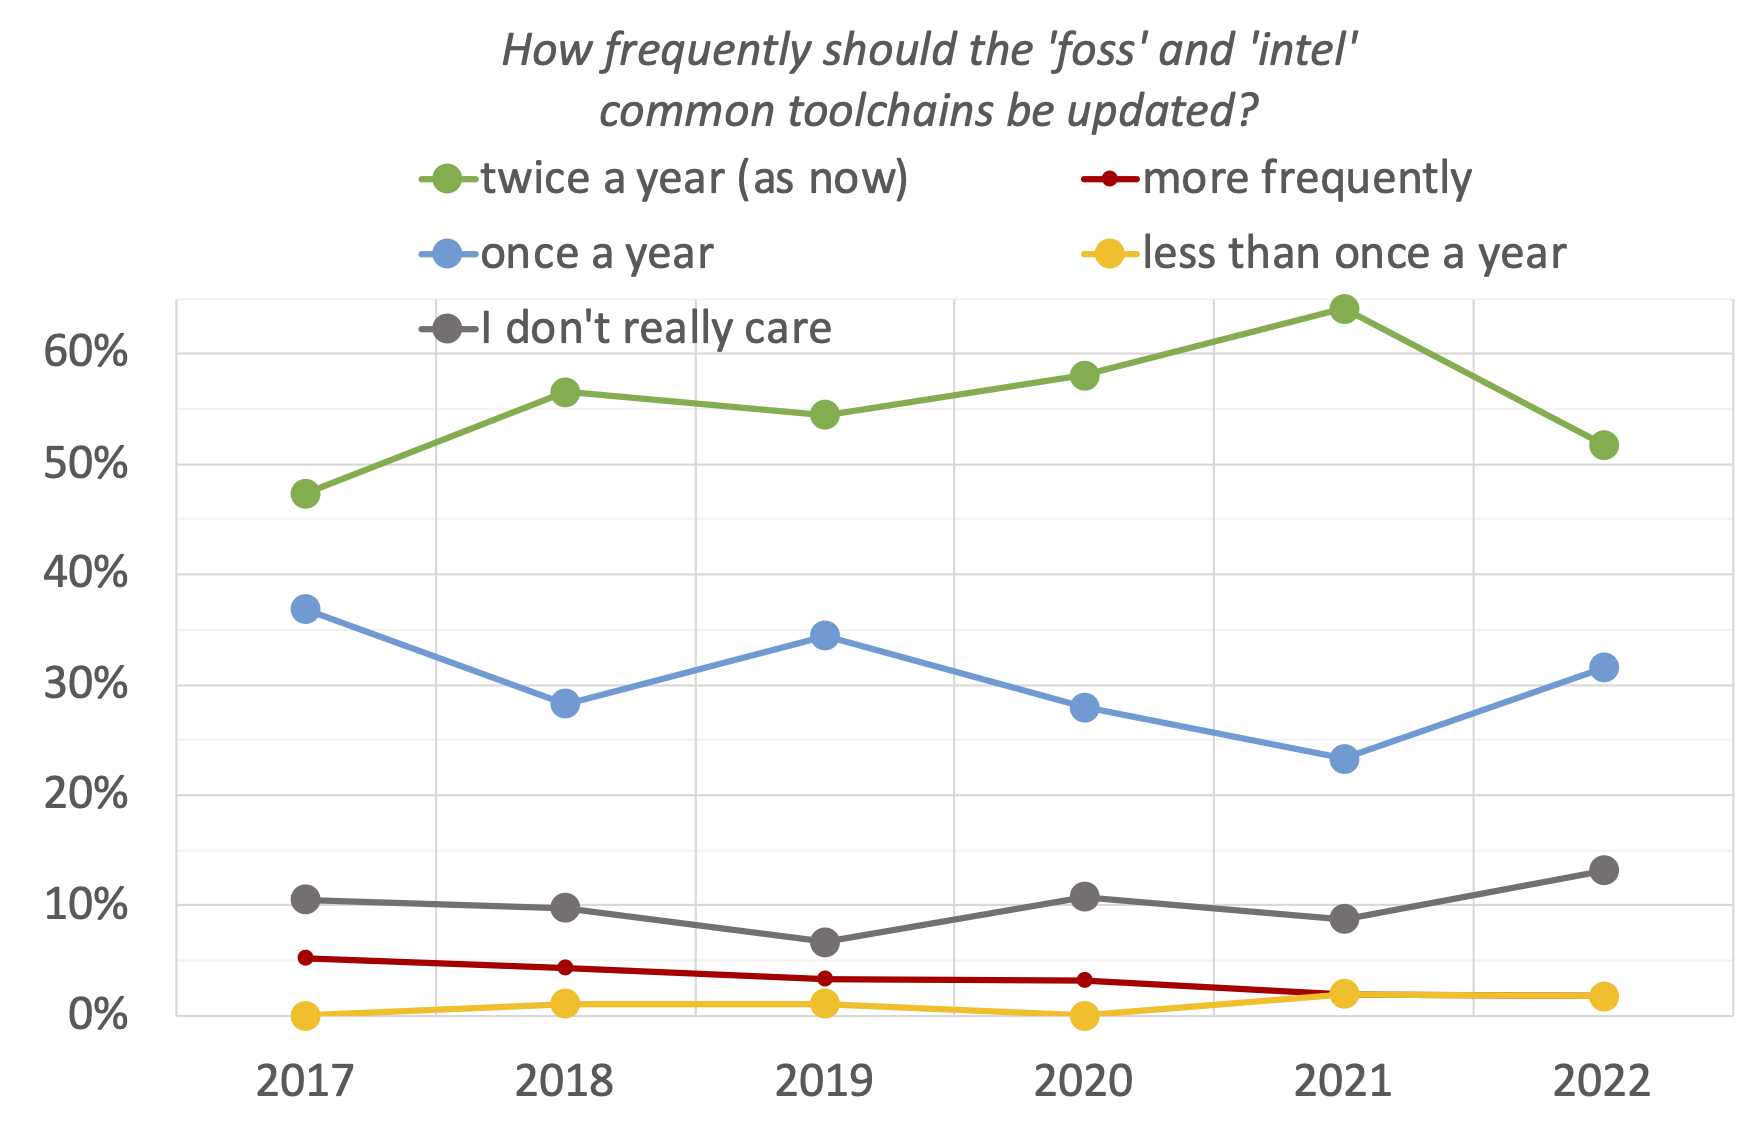 How frequently should the 'foss' and 'intel'
common toolchains be updated?
twice a year (as now)
more frequently
once a year
less than once a year
I don't really care
60%
50%
40%
30%
20%
10%
0%
2017 2018 2019 2020 2021 2022